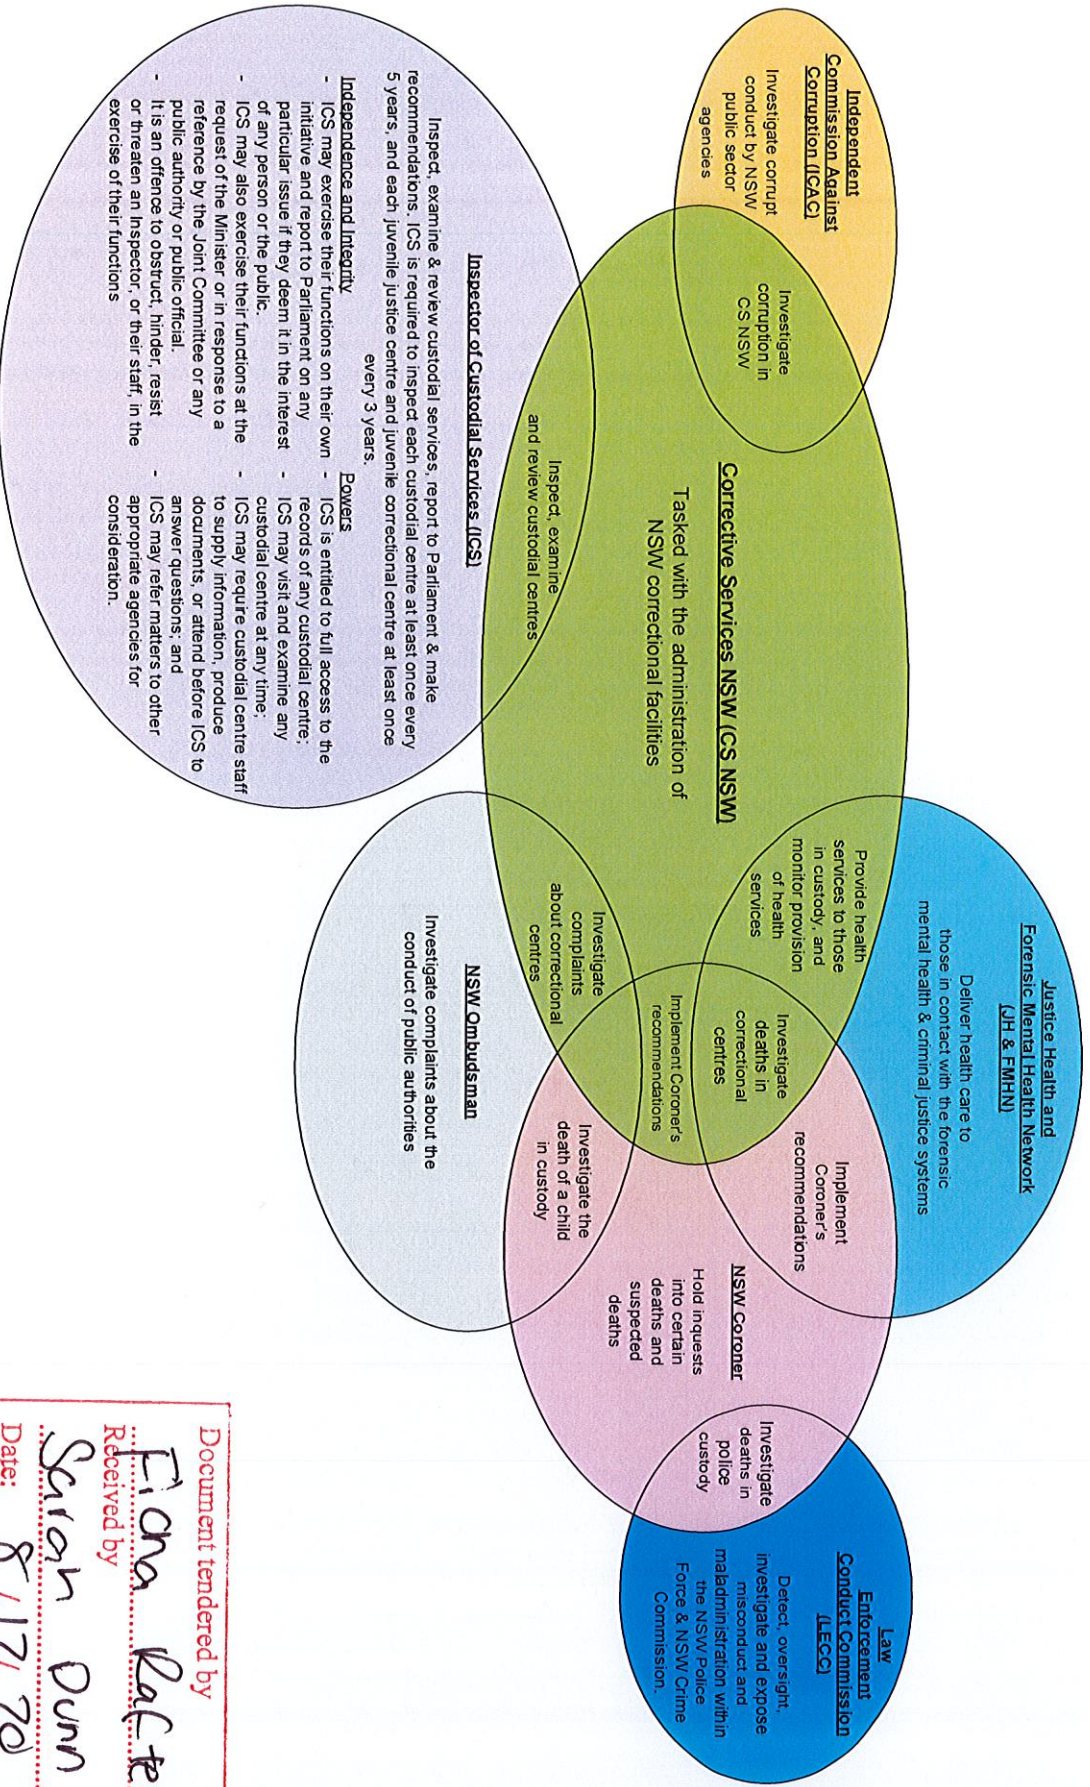 Independent
Commission Against
Corruption (ICAC)
Investigate corrupt
conduct by NSW
public sector
agencies
Investigate
corruption in
CS NSW
Corrective Services NSW (CS NSW)
Tasked with the administration of
NSW correctional facilities
Inspect, examine
and review custodial centres
Justice Health and
Forensic Mental Health Network
(JH & FMHN)
Deliver health care to
those in contact with the forensic
mental health & criminal justice systems
Provide health
services to those
in custody, and
monitor provision
of health
services
Investigate
deaths in
correctional
centres
Implement Coroner's
recommendations
Implement
Coroner's
recommendations
NSW Coroner
Hold inquests
into certain
deaths and
suspected
deaths
Investigate
deaths in
police
custody
Law
Enforcement
Conduct Commission
(LECC)
Detect, oversight,
investigate and expose
misconduct and
maladministration within
the NSW Police
Force & NSW Crime
Commission.
Investigate
complaints
about correctional
centres
Investigate the
death of a child
in custody
NSW Ombudsman
Investigate complaints about the
conduct of public authorities
Inspector of Custodial Services (ICS)
Inspect, examine & review custodial services, report to Parliament & make
recommendations. ICS is required to inspect each custodial centre at least once every
5 years, and each juvenile justice centre and juvenile correctional centre at least once
every 3 years.
Independence and Integrity
- ICS may exercise their functions on their own
initiative and report to Parliament on any
particular issue if they deem it in the interest
of any person or the public.
- ICS may also exercise their functions at the
request of the Minister or in response to a
reference by the Joint Committee or any
public authority or public official.
- It is an offence to obstruct, hinder, resist
or threaten an Inspector, or their staff, in the
exercise of their functions
Powers
- ICS is entitled to full access to the
records of any custodial centre;
- ICS may visit and examine any
custodial centre at any time;
- ICS may require custodial centre staff
to supply information, produce
documents, or attend before ICS to
answer questions; and
- ICS may refer matters to other
appropriate agencies for
consideration.
Document tendered by
Fiona Rafte
Received by
Sarah Dunn
Date: 8/12/20